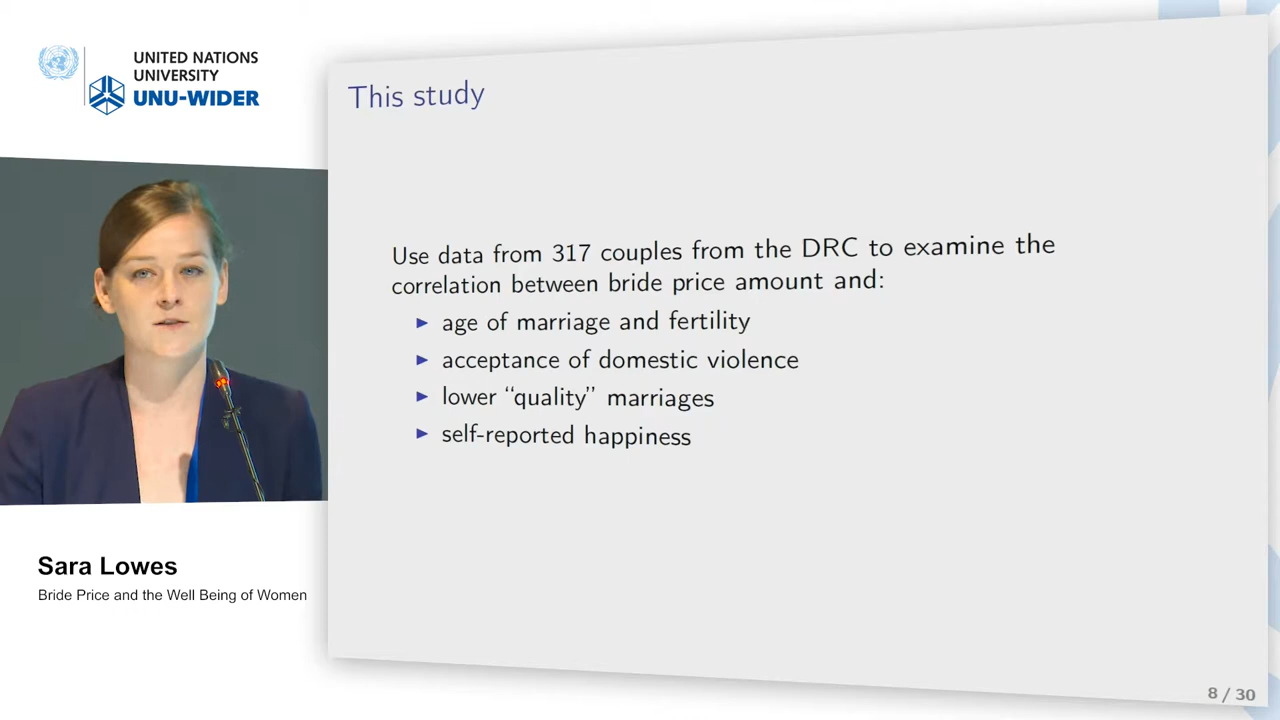 UNITED NATIONS
UNIVERSITY
UNU-WIDER
Sara Lowes
Bride Price and the Well Being of Women
This study
Use data from 317 couples from the DRC to examine the
correlation between bride price amount and:
► age of marriage and fertility
► acceptance of domestic violence
► lower “quality” marriages
► self-reported happiness
8 / 30